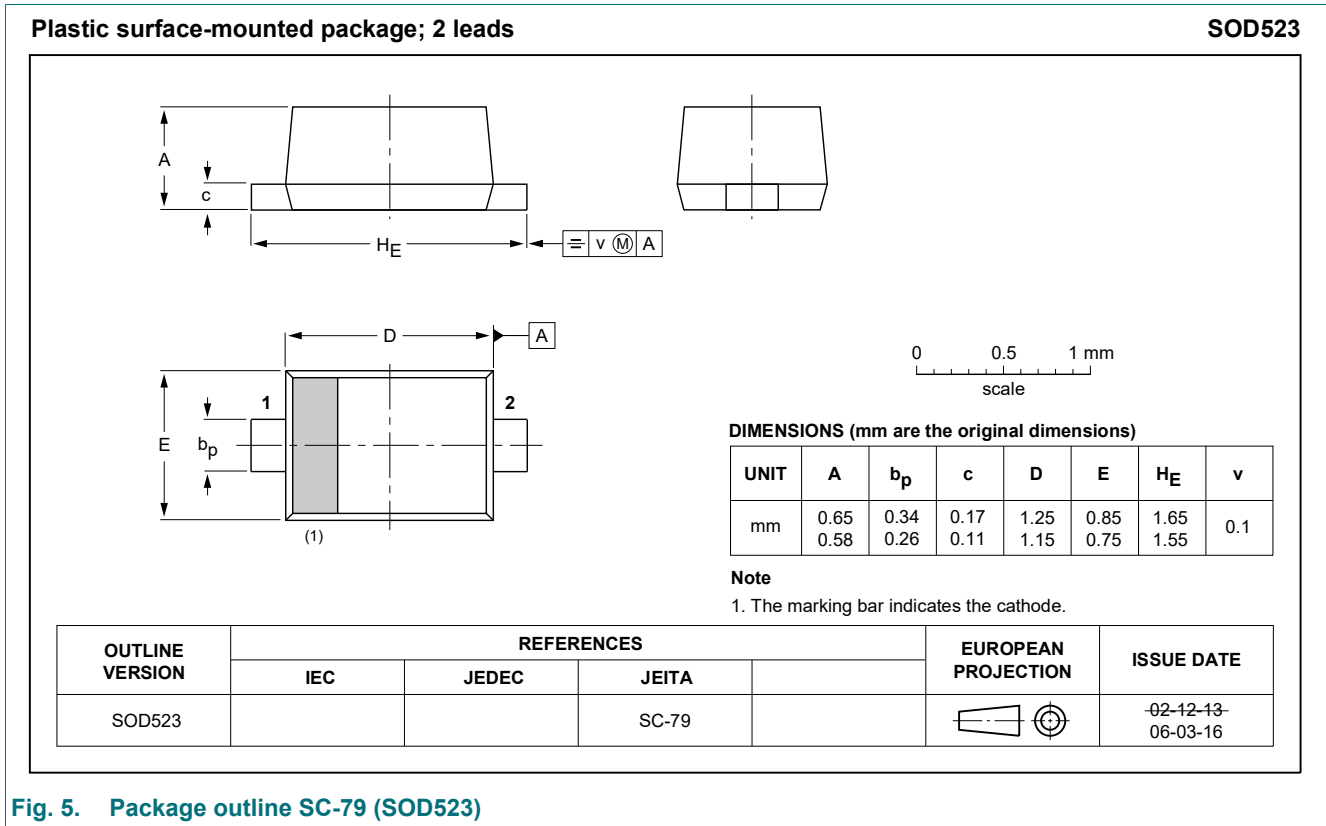 Plastic surface-mounted package; 2 leads SOD523
A
c
HE
v M A
D
A
E
bp
1
2
(1)
0 0.5 1 mm
scale
DIMENSIONS (mm are the original dimensions)
UNIT A bp c D E HE v
mm 0.65 0.58 0.34 0.26 0.17 0.11 1.25 1.15 0.85 0.75 1.65 1.55 0.1
Note
1. The marking bar indicates the cathode.
OUTLINE VERSION REFERENCES EUROPEAN PROJECTION ISSUE DATE
IEC JEDEC JEITA
SOD523 SC-79 02-12-13
06-03-16
Fig. 5. Package outline SC-79 (SOD523)